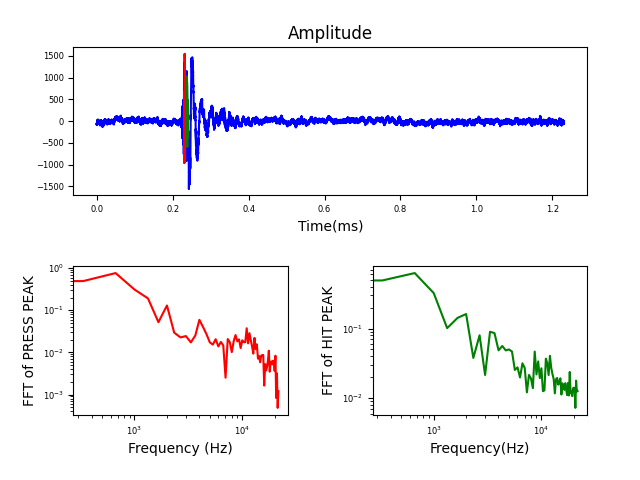 Amplitude
1500
1000
500
0
−500
−1000
−1500
0.0 0.2 0.4 0.6 0.8 1.0 1.2
Time(ms)
FFT of PRESS PEAK
10⁰
10⁻¹
10⁻²
10⁻³
10³ 10⁴
Frequency (Hz)
FFT of HIT PEAK
10⁻¹
10⁻²
10³ 10⁴
Frequency(Hz)